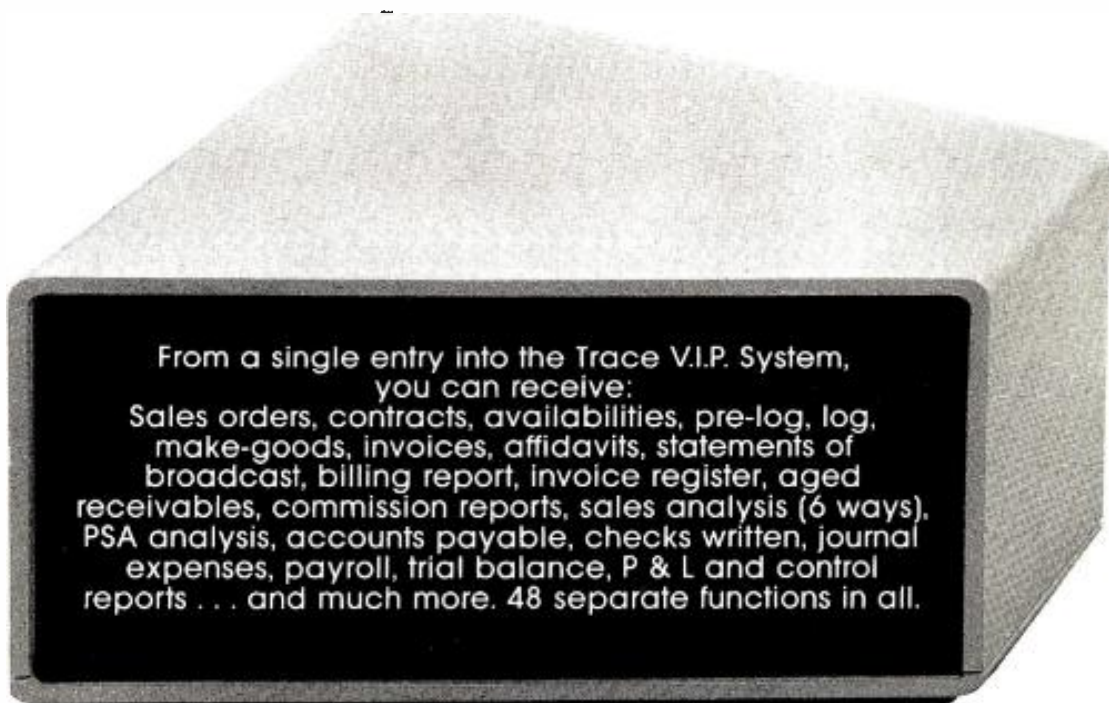 From a single entry into the Trace V.I.P. System,
you can receive:
Sales orders, contracts, availabilities, pre-log, log,
make-goods, invoices, affidavits, statements of
broadcast, billing report, invoice register, aged
receivables, commission reports, sales analysis (6 ways),
PSA analysis, accounts payable, checks written, journal
expenses, payroll, trial balance, P & L and control
reports . . . and much more. 48 separate functions in all.